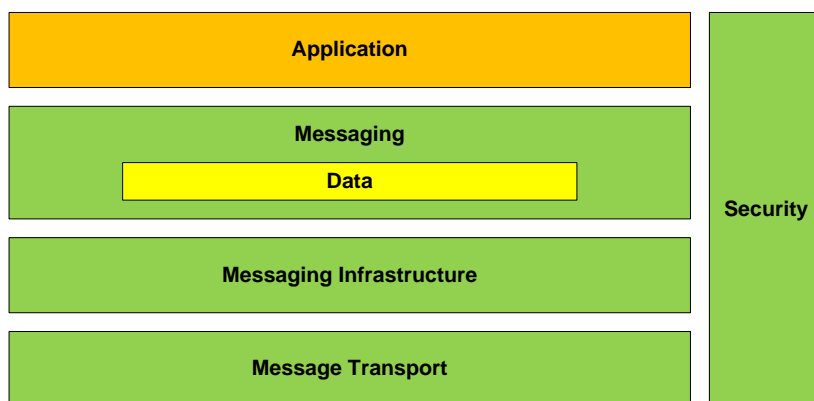 Application
Messaging
Data
Security
Messaging Infrastructure
Message Transport